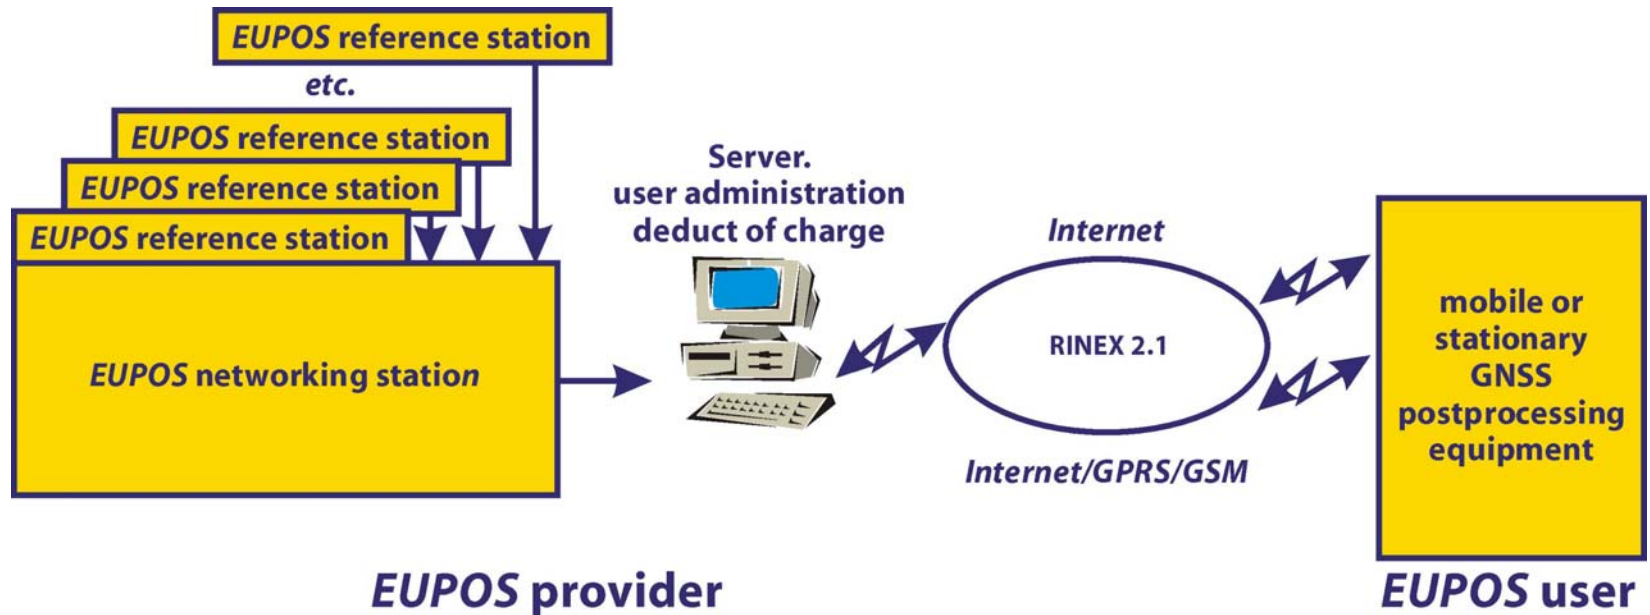 EUPOS reference station
etc.
EUPOS reference station
EUPOS reference station
EUPOS reference station
EUPOS networking station
Server.
user administration
deduct of charge
Internet
RINEX 2.1
Internet/GPRS/GSM
mobile or
stationary
GNSS
postprocessing
equipment
EUPOS provider
EUPOS user